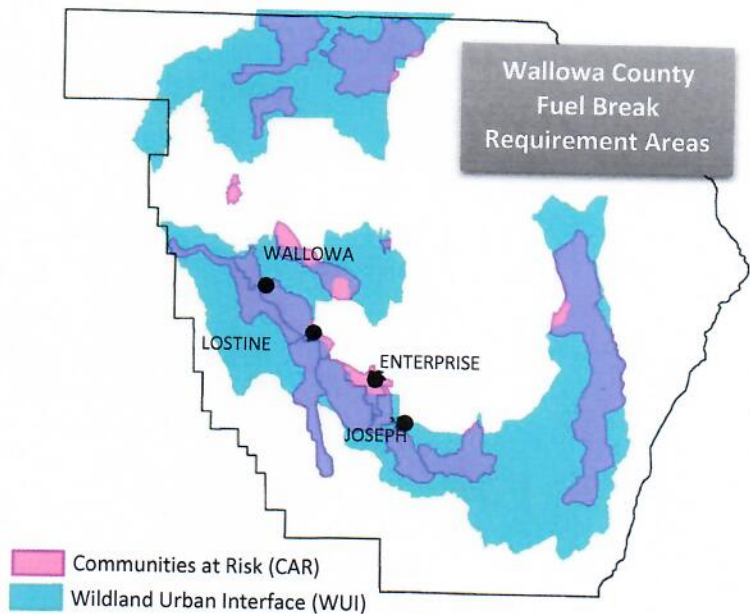 Wallowa County
Fuel Break
Requirement Areas
WALLOWA
LOSTINE
ENTERPRISE
JOSEPH
Communities at Risk (CAR)
Wildland Urban Interface (WUI)